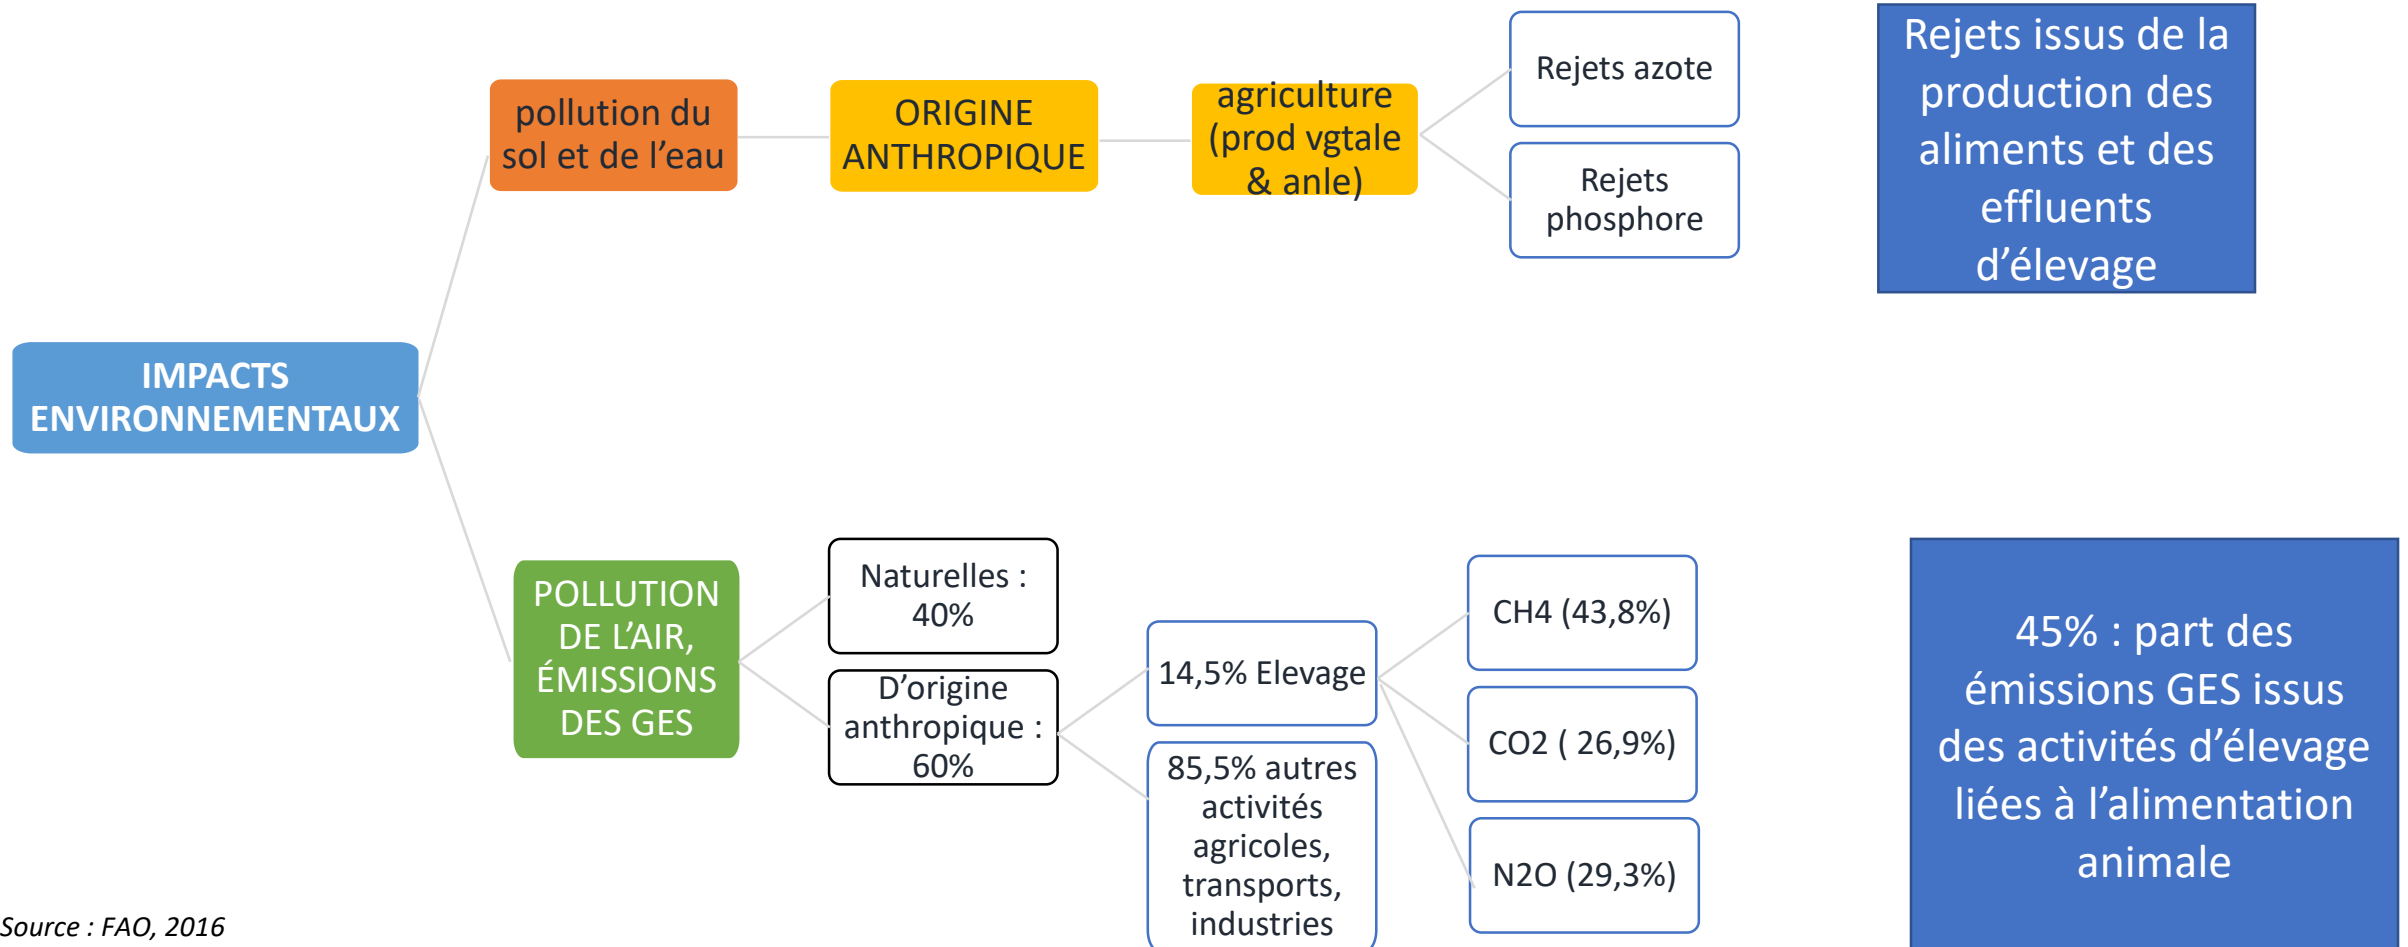 IMPACTS
ENVIRONNEMENTAUX
pollution du
sol et de l’eau
ORIGINE
ANTHROPIQUE
agriculture
(prod vgtale
& anle)
Rejets azote
Rejets
phosphore
Rejets issus de la
production des
aliments et des
effluents
d’élevage
POLLUTION
DE L’AIR,
ÉMISSIONS
DES GES
Naturelles :
40%
D’origine
anthropique :
60%
14,5% Elevage
85,5% autres
activités
agricoles,
transports,
industries
CH4 (43,8%)
CO2 ( 26,9%)
N2O (29,3%)
45% : part des
émissions GES issus
des activités d’élevage
liées à l’alimentation
animale
Source : FAO, 2016